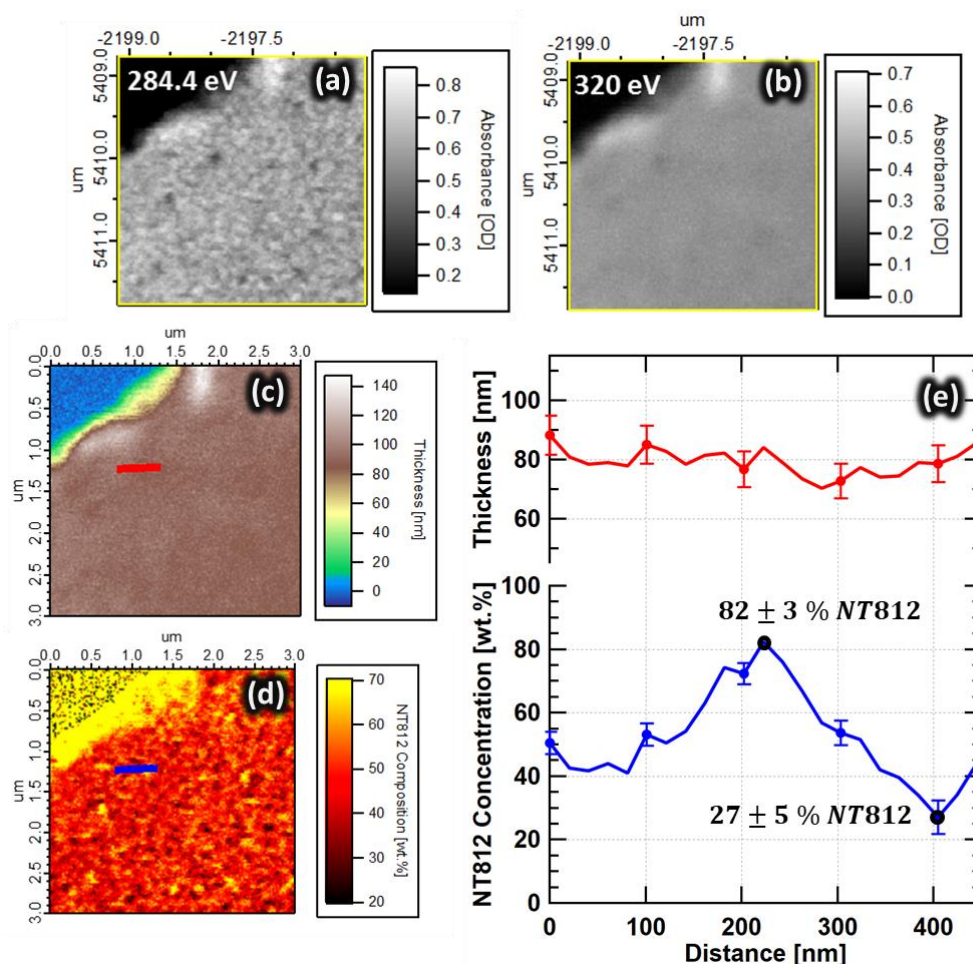 um
-2199.0 -2197.5
284.4 eV (a)
5409.0
5410.0
5411.0
um
0.8
0.7
0.6
0.5
0.4
0.3
0.2
Absorbance [OD]
um
-2199.0 -2197.5
320 eV (b)
5409.0
5410.0
5411.0
um
0.7
0.6
0.5
0.4
0.3
0.2
0.1
0.0
Absorbance [OD]
um
0.0 0.5 1.0 1.5 2.0 3.0
(c)
0.0
0.5
1.0
1.5
2.0
2.5
3.0
um
140
120
100
80
60
40
20
0
Thickness [nm]
um
0.0 0.5 1.0 1.5 2.0 3.0
(d)
0.0
0.5
1.0
1.5
2.0
2.5
3.0
um
70
60
50
40
30
20
NT812 Composition [wt.%]
(e)
Thickness [nm]
100
80
60
NT812 Concentration [wt.%]
100
80
60
40
20
0
82 ± 3 % NT812
27 ± 5 % NT812
0 100 200 300 400
Distance [nm]